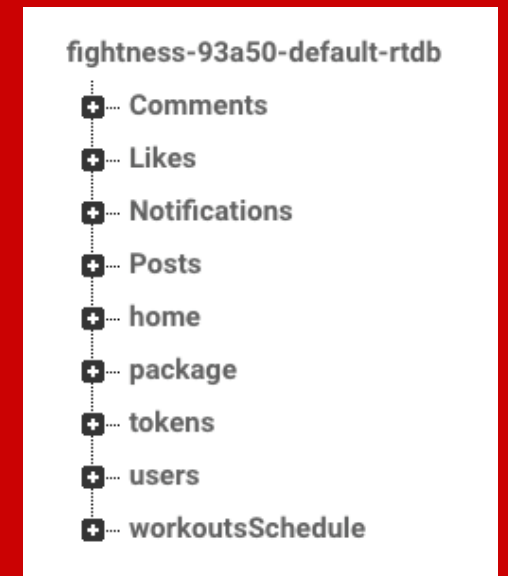 fightness-93a50-default-rtdb
Comments
Likes
Notifications
Posts
home
package
tokens
users
workoutsSchedule